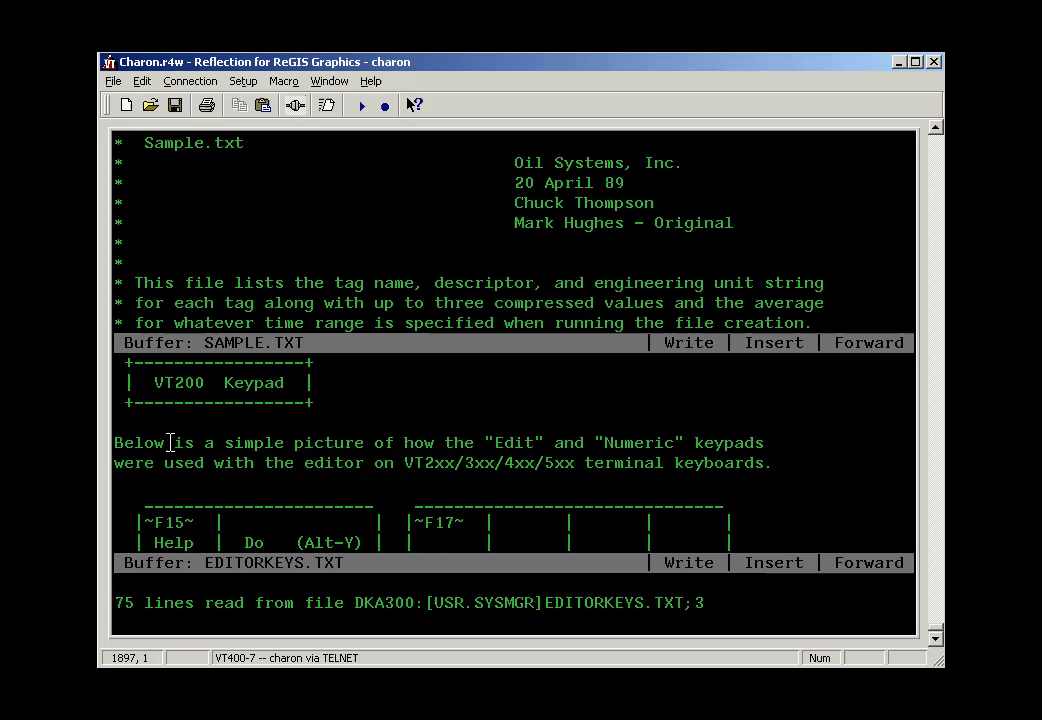 Charon.r4w - Reflection for ReGIS Graphics - charon
File Edit Connection Setup Macro Window Help
* Sample.txt
* Oil Systems, Inc.
* 20 April 89
* Chuck Thompson
* Mark Hughes - Original
*
*
* This file lists the tag name, descriptor, and engineering unit string
* for each tag along with up to three compressed values and the average
* for whatever time range is specified when running the file creation.
Buffer: SAMPLE.TXT | Write | Insert | Forward
+-----------------+
| VT200 Keypad |
+-----------------+
Below is a simple picture of how the "Edit" and "Numeric" keypads
were used with the editor on VT2xx/3xx/4xx/5xx terminal keyboards.
----------------------- -------------------------------
|~F15~ | | |~F17~ | | | |
| Help | Do (Alt-Y) | | | | | |
Buffer: EDITORKEYS.TXT | Write | Insert | Forward
75 lines read from file DKA300:[USR.SYSMGR]EDITORKEYS.TXT;3
1897, 1 VT400-7 -- charon via TELNET Num